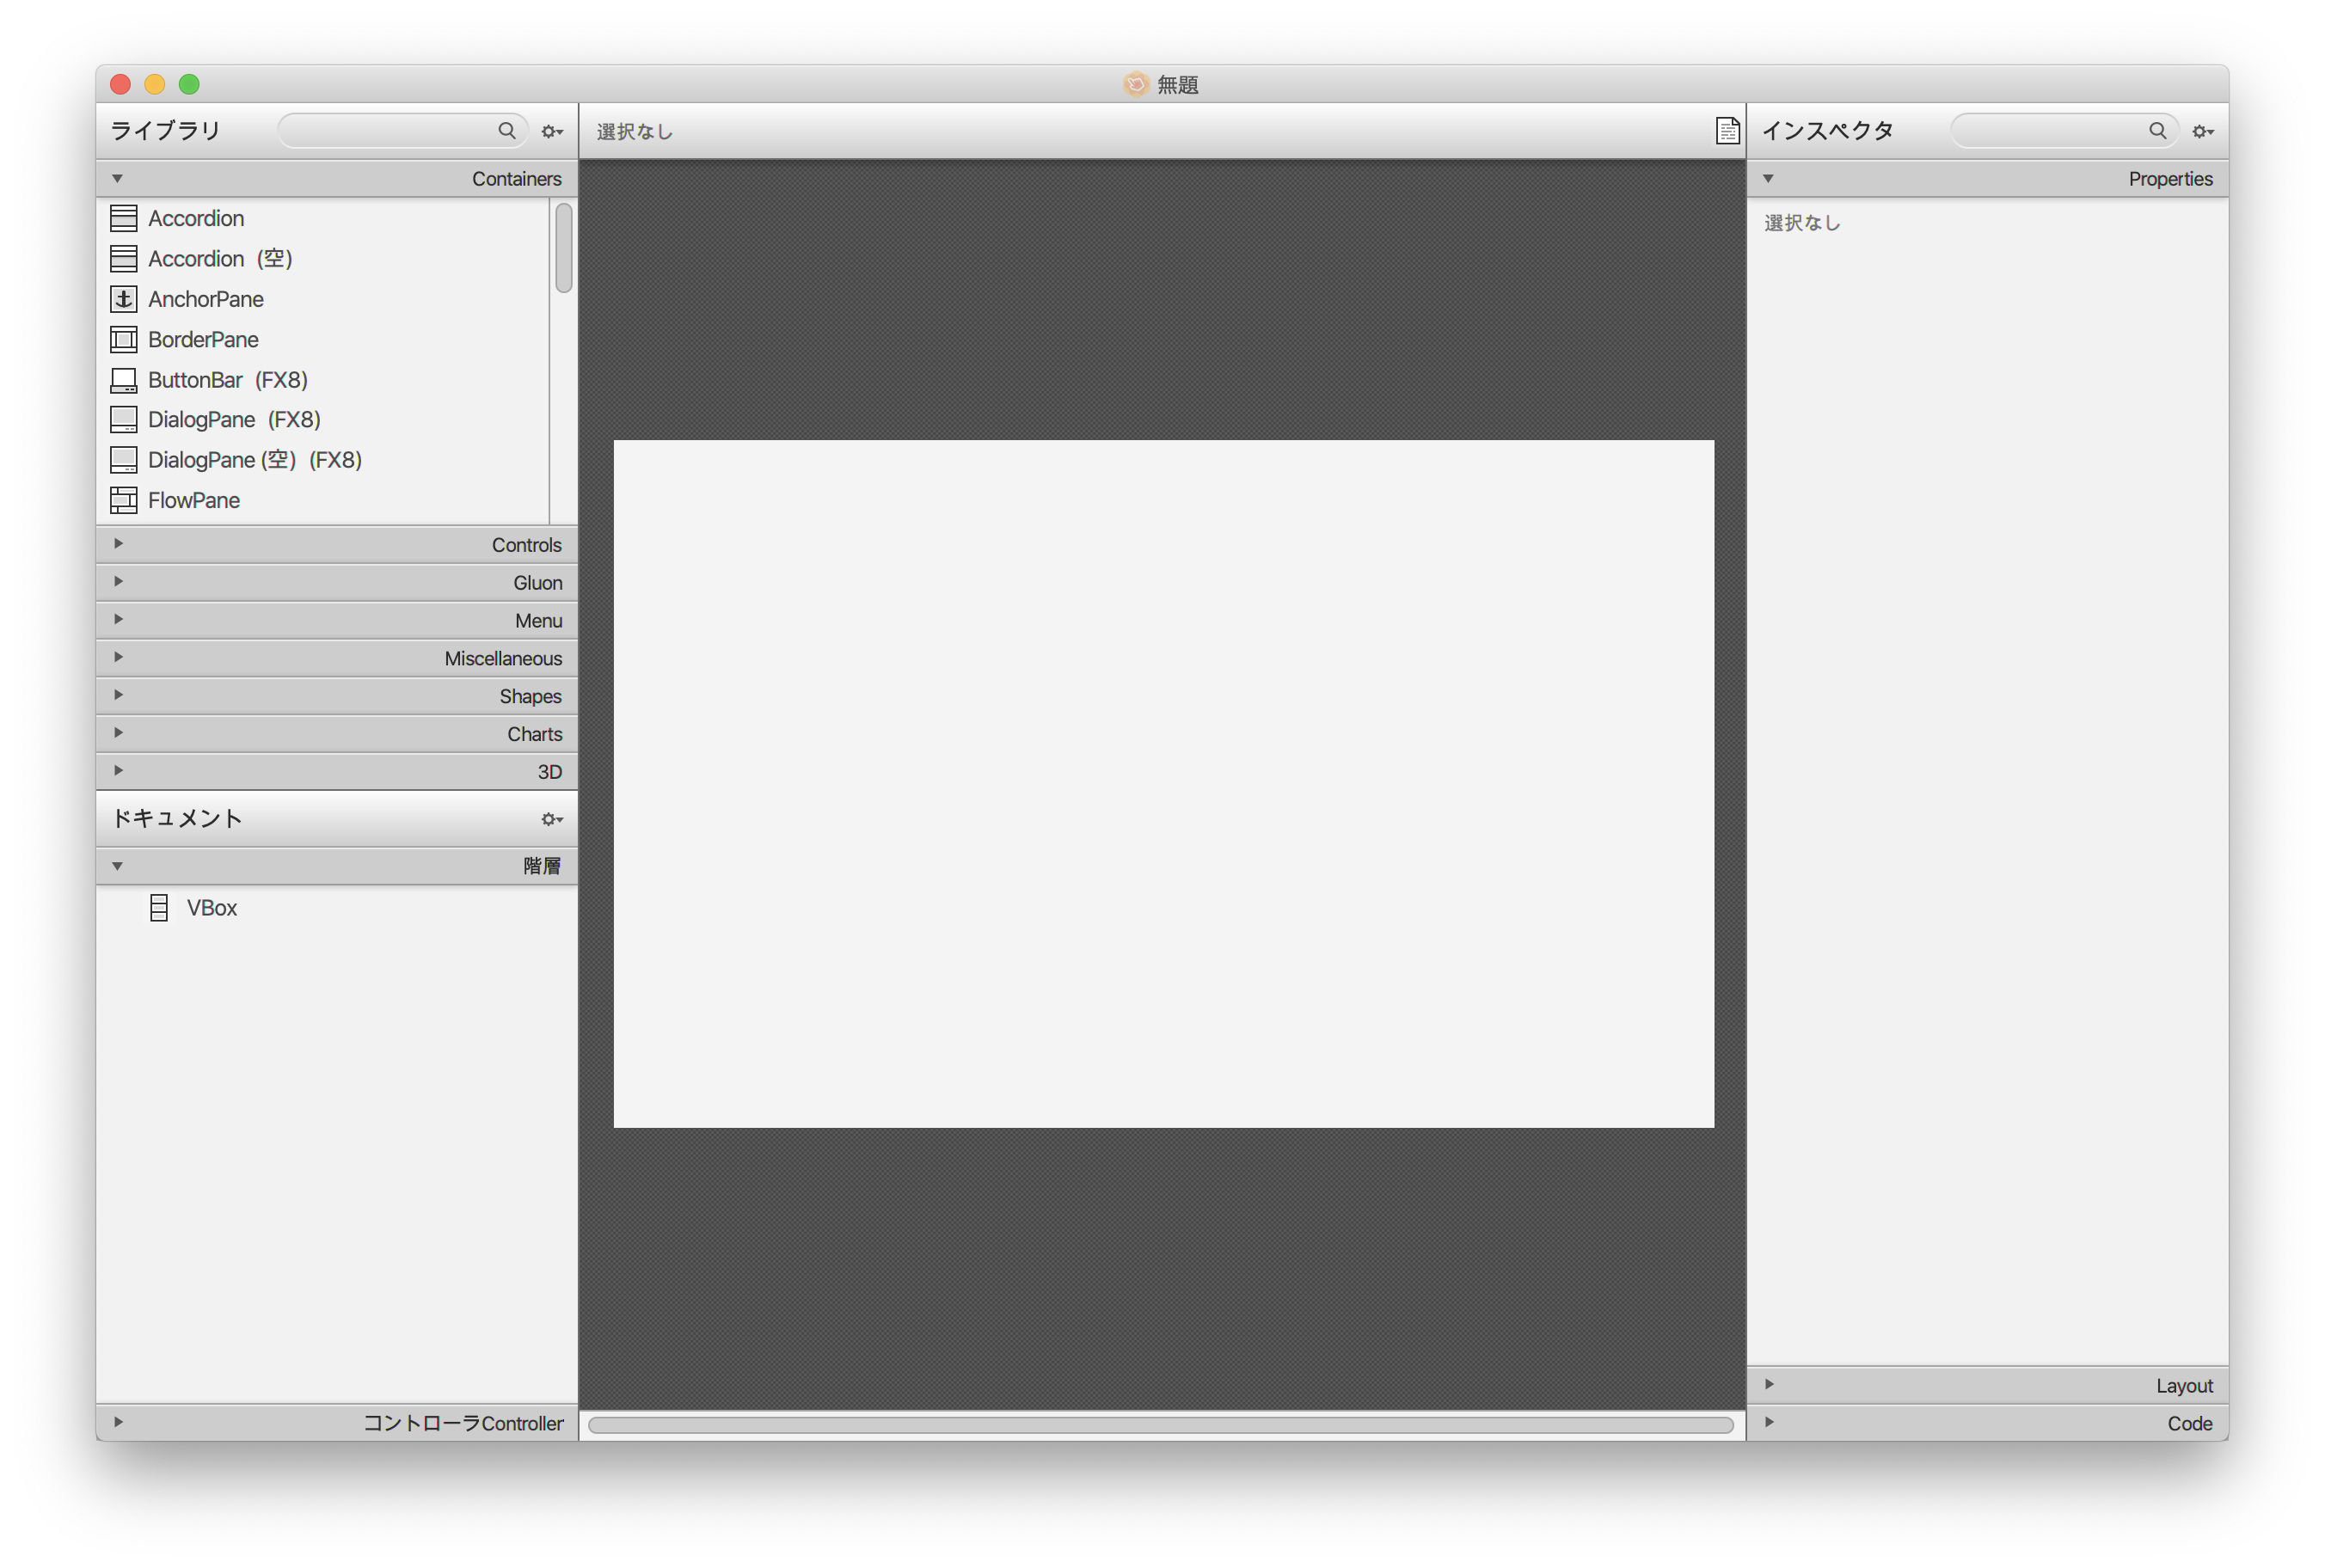 無題
ライブラリ
Containers
Accordion
Accordion (空)
AnchorPane
BorderPane
ButtonBar (FX8)
DialogPane (FX8)
DialogPane (空) (FX8)
FlowPane
Controls
Gluon
Menu
Miscellaneous
Shapes
Charts
3D
ドキュメント
階層
VBox
コントローラController
選択なし
インスペクタ
Properties
選択なし
Layout
Code